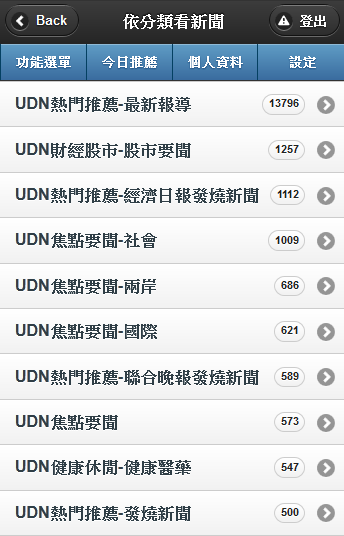 Back 依分類看新聞 登出
功能選單 今日推薦 個人資料 設定
UDN熱門推薦-最新報導 13796
UDN財經股市-股市要聞 1257
UDN熱門推薦-經濟日報發燒新聞 1112
UDN焦點要聞-社會 1009
UDN焦點要聞-兩岸 686
UDN焦點要聞-國際 621
UDN熱門推薦-聯合晚報發燒新聞 589
UDN焦點要聞 573
UDN健康休閒-健康醫藥 547
UDN熱門推薦-發燒新聞 500